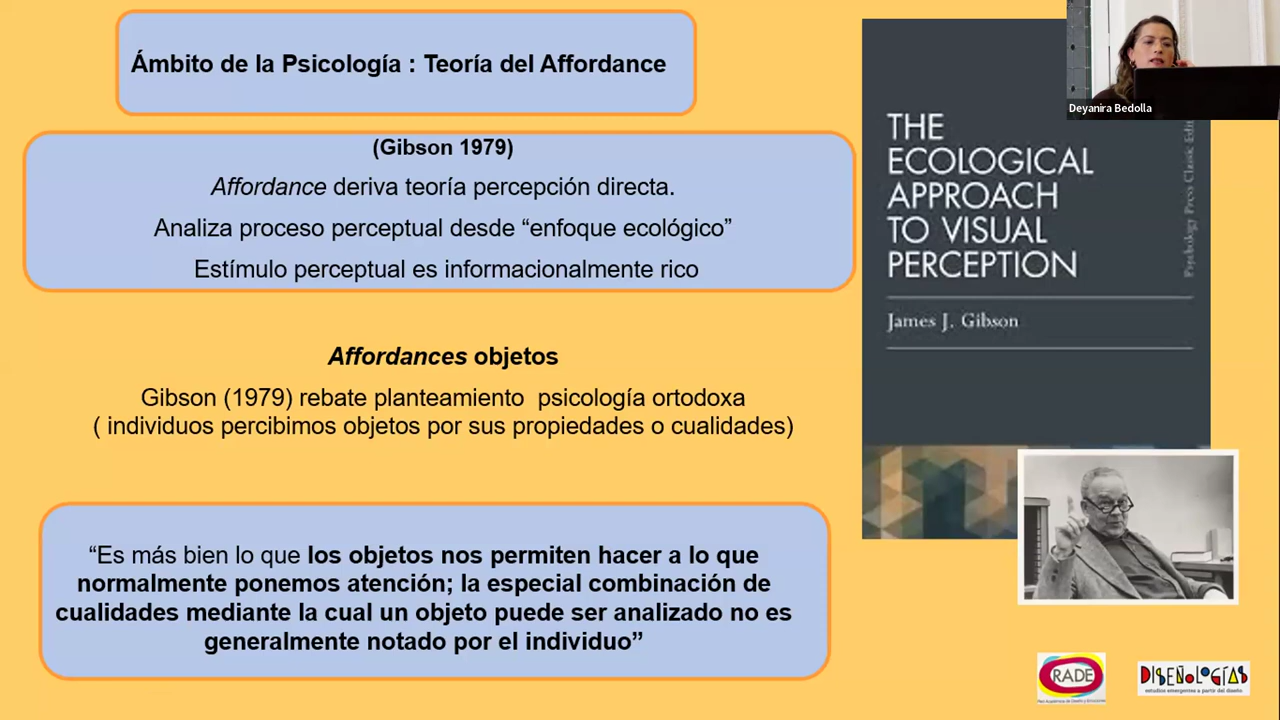 Ámbito de la Psicología : Teoría del Affordance
(Gibson 1979)
Affordance deriva teoría percepción directa.
Analiza proceso perceptual desde “enfoque ecológico”
Estímulo perceptual es informacionalmente rico
Affordances objetos
Gibson (1979) rebate planteamiento psicología ortodoxa
( individuos percibimos objetos por sus propiedades o cualidades)
“Es más bien lo que los objetos nos permiten hacer a lo que
normalmente ponemos atención; la especial combinación de
cualidades mediante la cual un objeto puede ser analizado no es
generalmente notado por el individuo”
THE
ECOLOGICAL
APPROACH
TO VISUAL
PERCEPTION
James J. Gibson
Psychology Press Classic
Deyanira Bedolla
RADE
Red Académica de Diseño y Emociones
DISEÑOLOGÍAS
estudios emergentes a partir del diseño